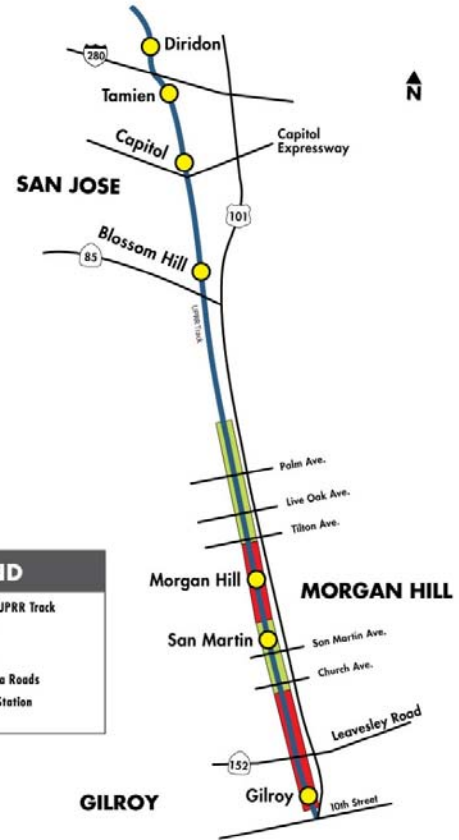 Diridon
280
Tamien
N
Capitol
Capitol
Expressway
SAN JOSE
101
Blossom Hill
85
UPRR Track
Palm Ave.
Live Oak Ave.
Tilton Ave.
ND
UPRR Track
Morgan Hill
MORGAN HILL
San Martin
San Martin Ave.
Church Ave.
a Roads
Station
Leavesley Road
152
Gilroy
GILROY
10th Street